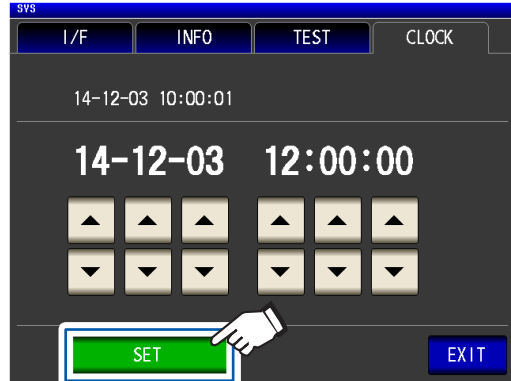 SYS
I/F INFO TEST CLOCK
14-12-03 10:00:01
14-12-03 12:00:00
SET EXIT